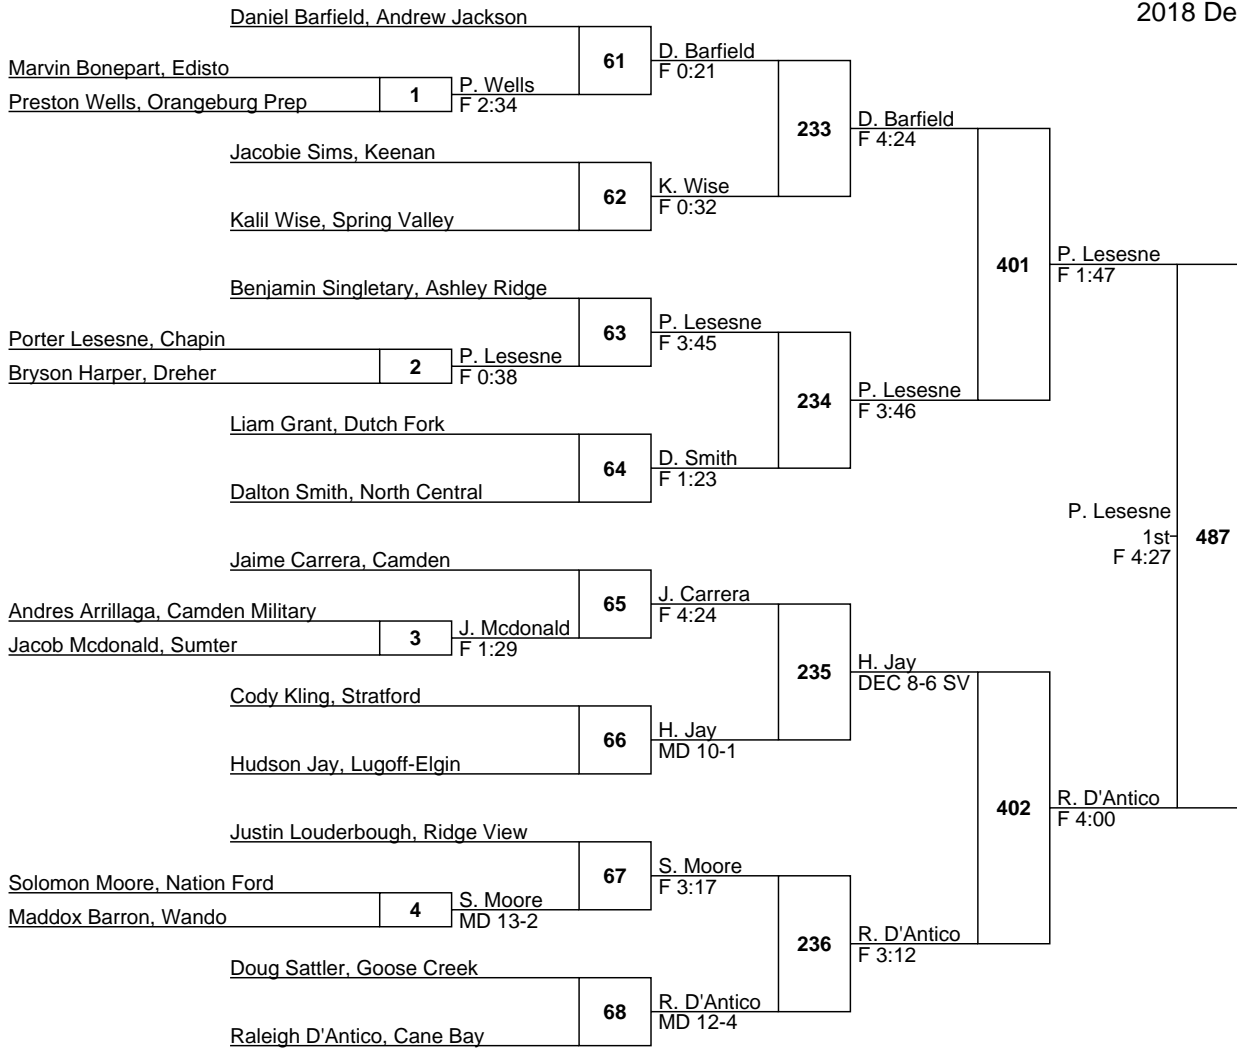 2018 De
Daniel Barfield, Andrew Jackson
61
D. Barfield
F 0:21
Marvin Bonepart, Edisto
Preston Wells, Orangeburg Prep
1
P. Wells
F 2:34
233
D. Barfield
F 4:24
Jacobie Sims, Keenan
62
K. Wise
F 0:32
Kalil Wise, Spring Valley
401
P. Lesesne
F 1:47
Benjamin Singletary, Ashley Ridge
63
P. Lesesne
F 3:45
Porter Lesesne, Chapin
Bryson Harper, Dreher
2
P. Lesesne
F 0:38
234
P. Lesesne
F 3:46
Liam Grant, Dutch Fork
64
D. Smith
F 1:23
Dalton Smith, North Central
P. Lesesne
1st
F 4:27
487
Jaime Carrera, Camden
65
J. Carrera
F 4:24
Andres Arrillaga, Camden Military
Jacob Mcdonald, Sumter
3
J. Mcdonald
F 1:29
235
H. Jay
DEC 8-6 SV
Cody Kling, Stratford
66
H. Jay
MD 10-1
Hudson Jay, Lugoff-Elgin
402
R. D'Antico
F 4:00
Justin Louderbough, Ridge View
67
S. Moore
F 3:17
Solomon Moore, Nation Ford
Maddox Barron, Wando
4
S. Moore
MD 13-2
236
R. D'Antico
F 3:12
Doug Sattler, Goose Creek
68
R. D'Antico
MD 12-4
Raleigh D'Antico, Cane Bay